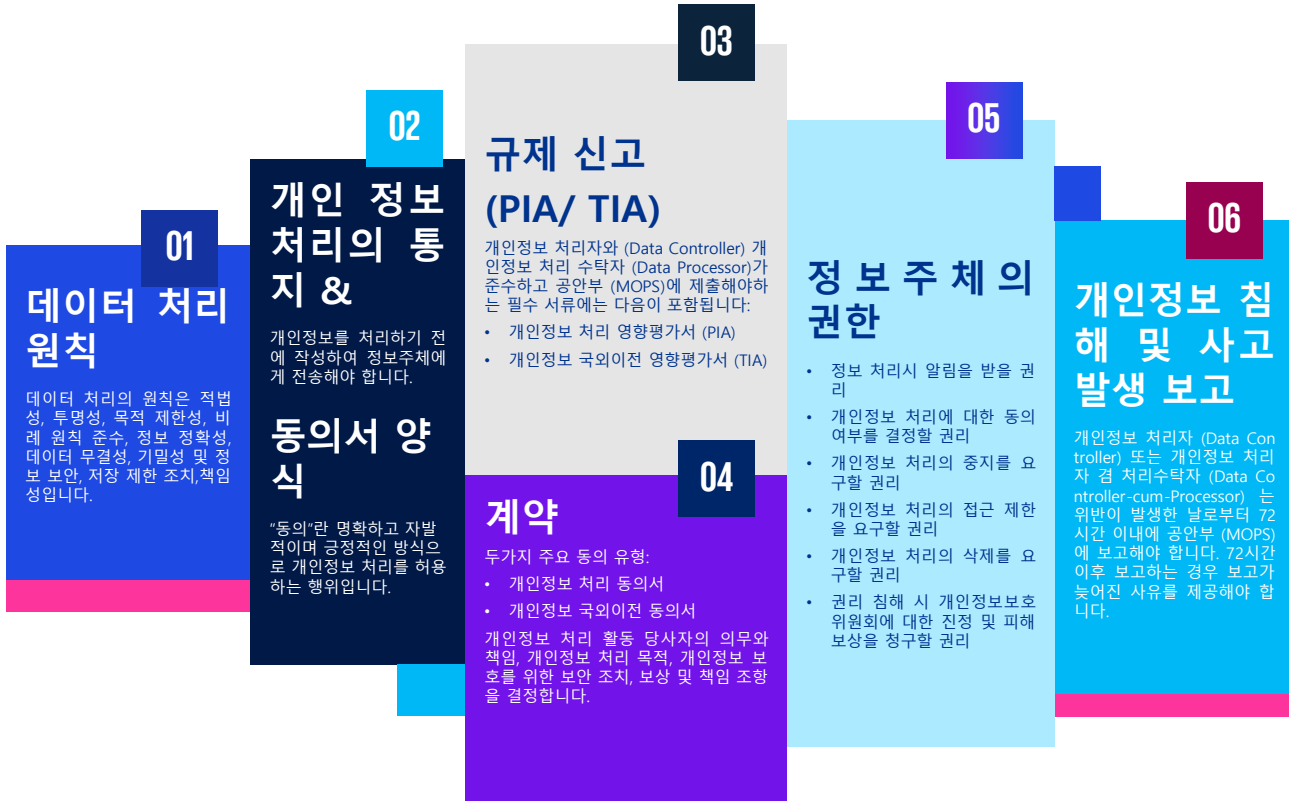 01
데이터 처리
원칙
데이터 처리의 원칙은 적법
성, 투명성, 목적 제한성, 비
례 원칙 준수, 정보 정확성,
데이터 무결성, 기밀성 및 정
보 보안, 저장 제한 조치,책임
성입니다.
02
개인 정보
처리의 통
지 &
개인정보를 처리하기 전
에 작성하여 정보주체에
게 전송해야 합니다.
동의서 양
식
“동의”란 명확하고 자발
적이며 긍정적인 방식으
로 개인정보 처리를 허용
하는 행위입니다.
03
규제 신고
(PIA/ TIA)
개인정보 처리자와 (Data Controller) 개
인정보 처리 수탁자 (Data Processor)가
준수하고 공안부 (MOPS)에 제출해야하
는 필수 서류에는 다음이 포함됩니다:
• 개인정보 처리 영향평가서 (PIA)
• 개인정보 국외이전 영향평가서 (TIA)
04
계약
두가지 주요 동의 유형:
• 개인정보 처리 동의서
• 개인정보 국외이전 동의서
개인정보 처리 활동 당사자의 의무와
책임, 개인정보 처리 목적, 개인정보 보
호를 위한 보안 조치, 보상 및 책임 조항
을 결정합니다.
05
정보주체의
권한
• 정보 처리시 알림을 받을 권
리
• 개인정보 처리에 대한 동의
여부를 결정할 권리
• 개인정보 처리의 중지를 요
구할 권리
• 개인정보 처리의 접근 제한
을 요구할 권리
• 개인정보 처리의 삭제를 요
구할 권리
• 권리 침해 시 개인정보보호
위원회에 대한 진정 및 피해
보상을 청구할 권리
06
개인정보 침
해 및 사고
발생 보고
개인정보 처리자 (Data Con
troller) 또는 개인정보 처리
자 겸 처리수탁자 (Data Co
ntroller-cum-Processor) 는
위반이 발생한 날로부터 72
시간 이내에 공안부 (MOPS)
에 보고해야 합니다. 72시간
이후 보고하는 경우 보고가
늦어진 사유를 제공해야 합
니다.